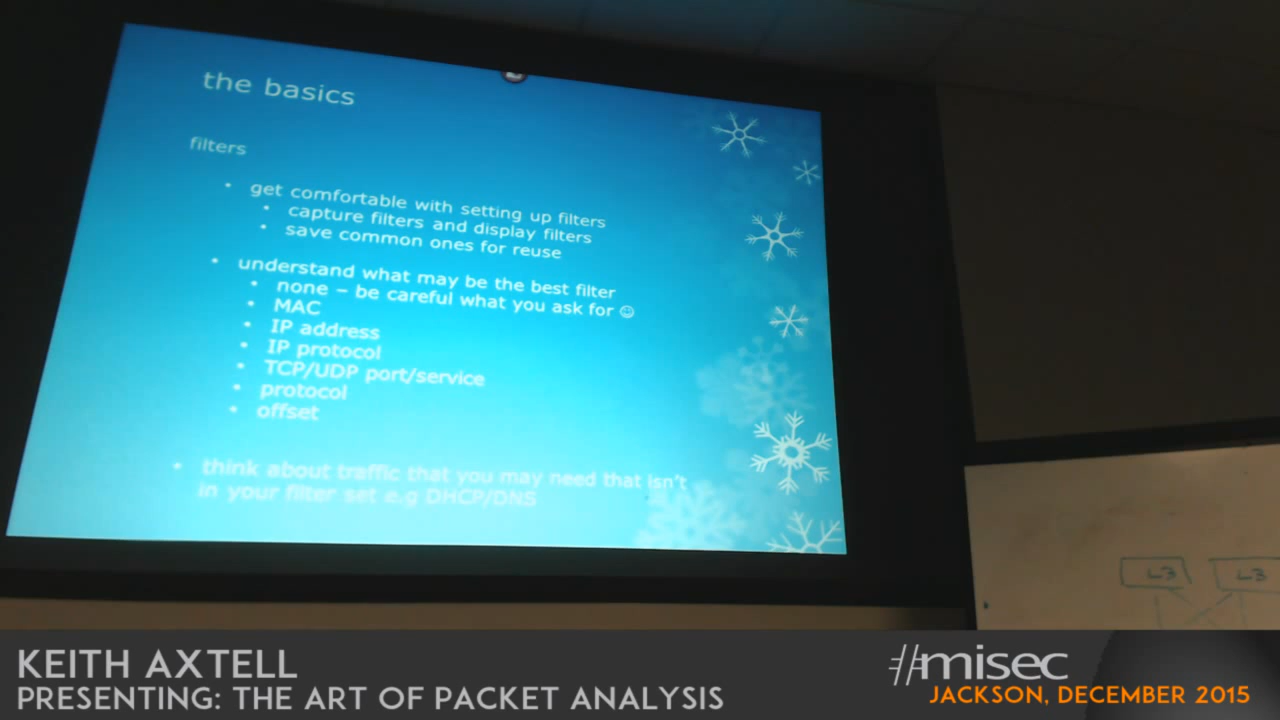 the basics
filters
• get comfortable with setting up filters
• capture filters and display filters
• save common ones for reuse
• understand what may be the best filter
• none – be careful what you ask for ☺
• MAC
• IP address
• IP protocol
• TCP/UDP port/service
• protocol
• offset
• think about traffic that you may need that isn't
in your filter set e.g DHCP/DNS
L3
L3
KEITH AXTELL
PRESENTING: THE ART OF PACKET ANALYSIS
#misec
JACKSON, DECEMBER 2015